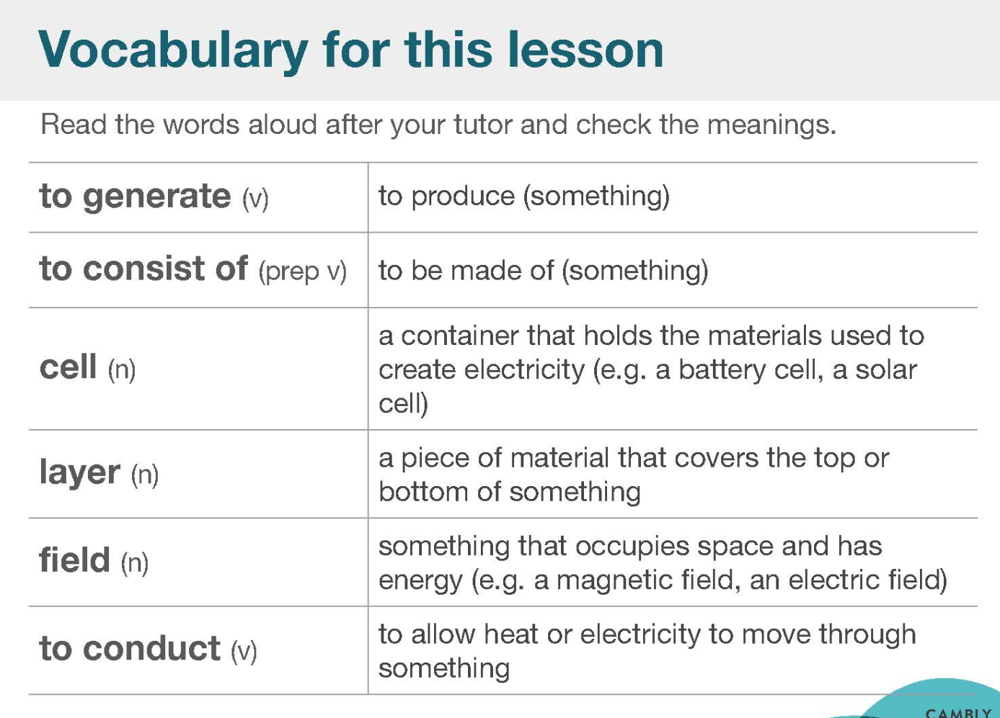 Vocabulary for this lesson
Read the words aloud after your tutor and check the meanings.
to generate (v)
to produce (something)
to consist of (prep v)
to be made of (something)
cell (n)
a container that holds the materials used to
create electricity (e.g. a battery cell, a solar
cell)
layer (n)
a piece of material that covers the top or
bottom of something
field (n)
something that occupies space and has
energy (e.g. a magnetic field, an electric field)
to conduct (v)
to allow heat or electricity to move through
something
CAMBLY